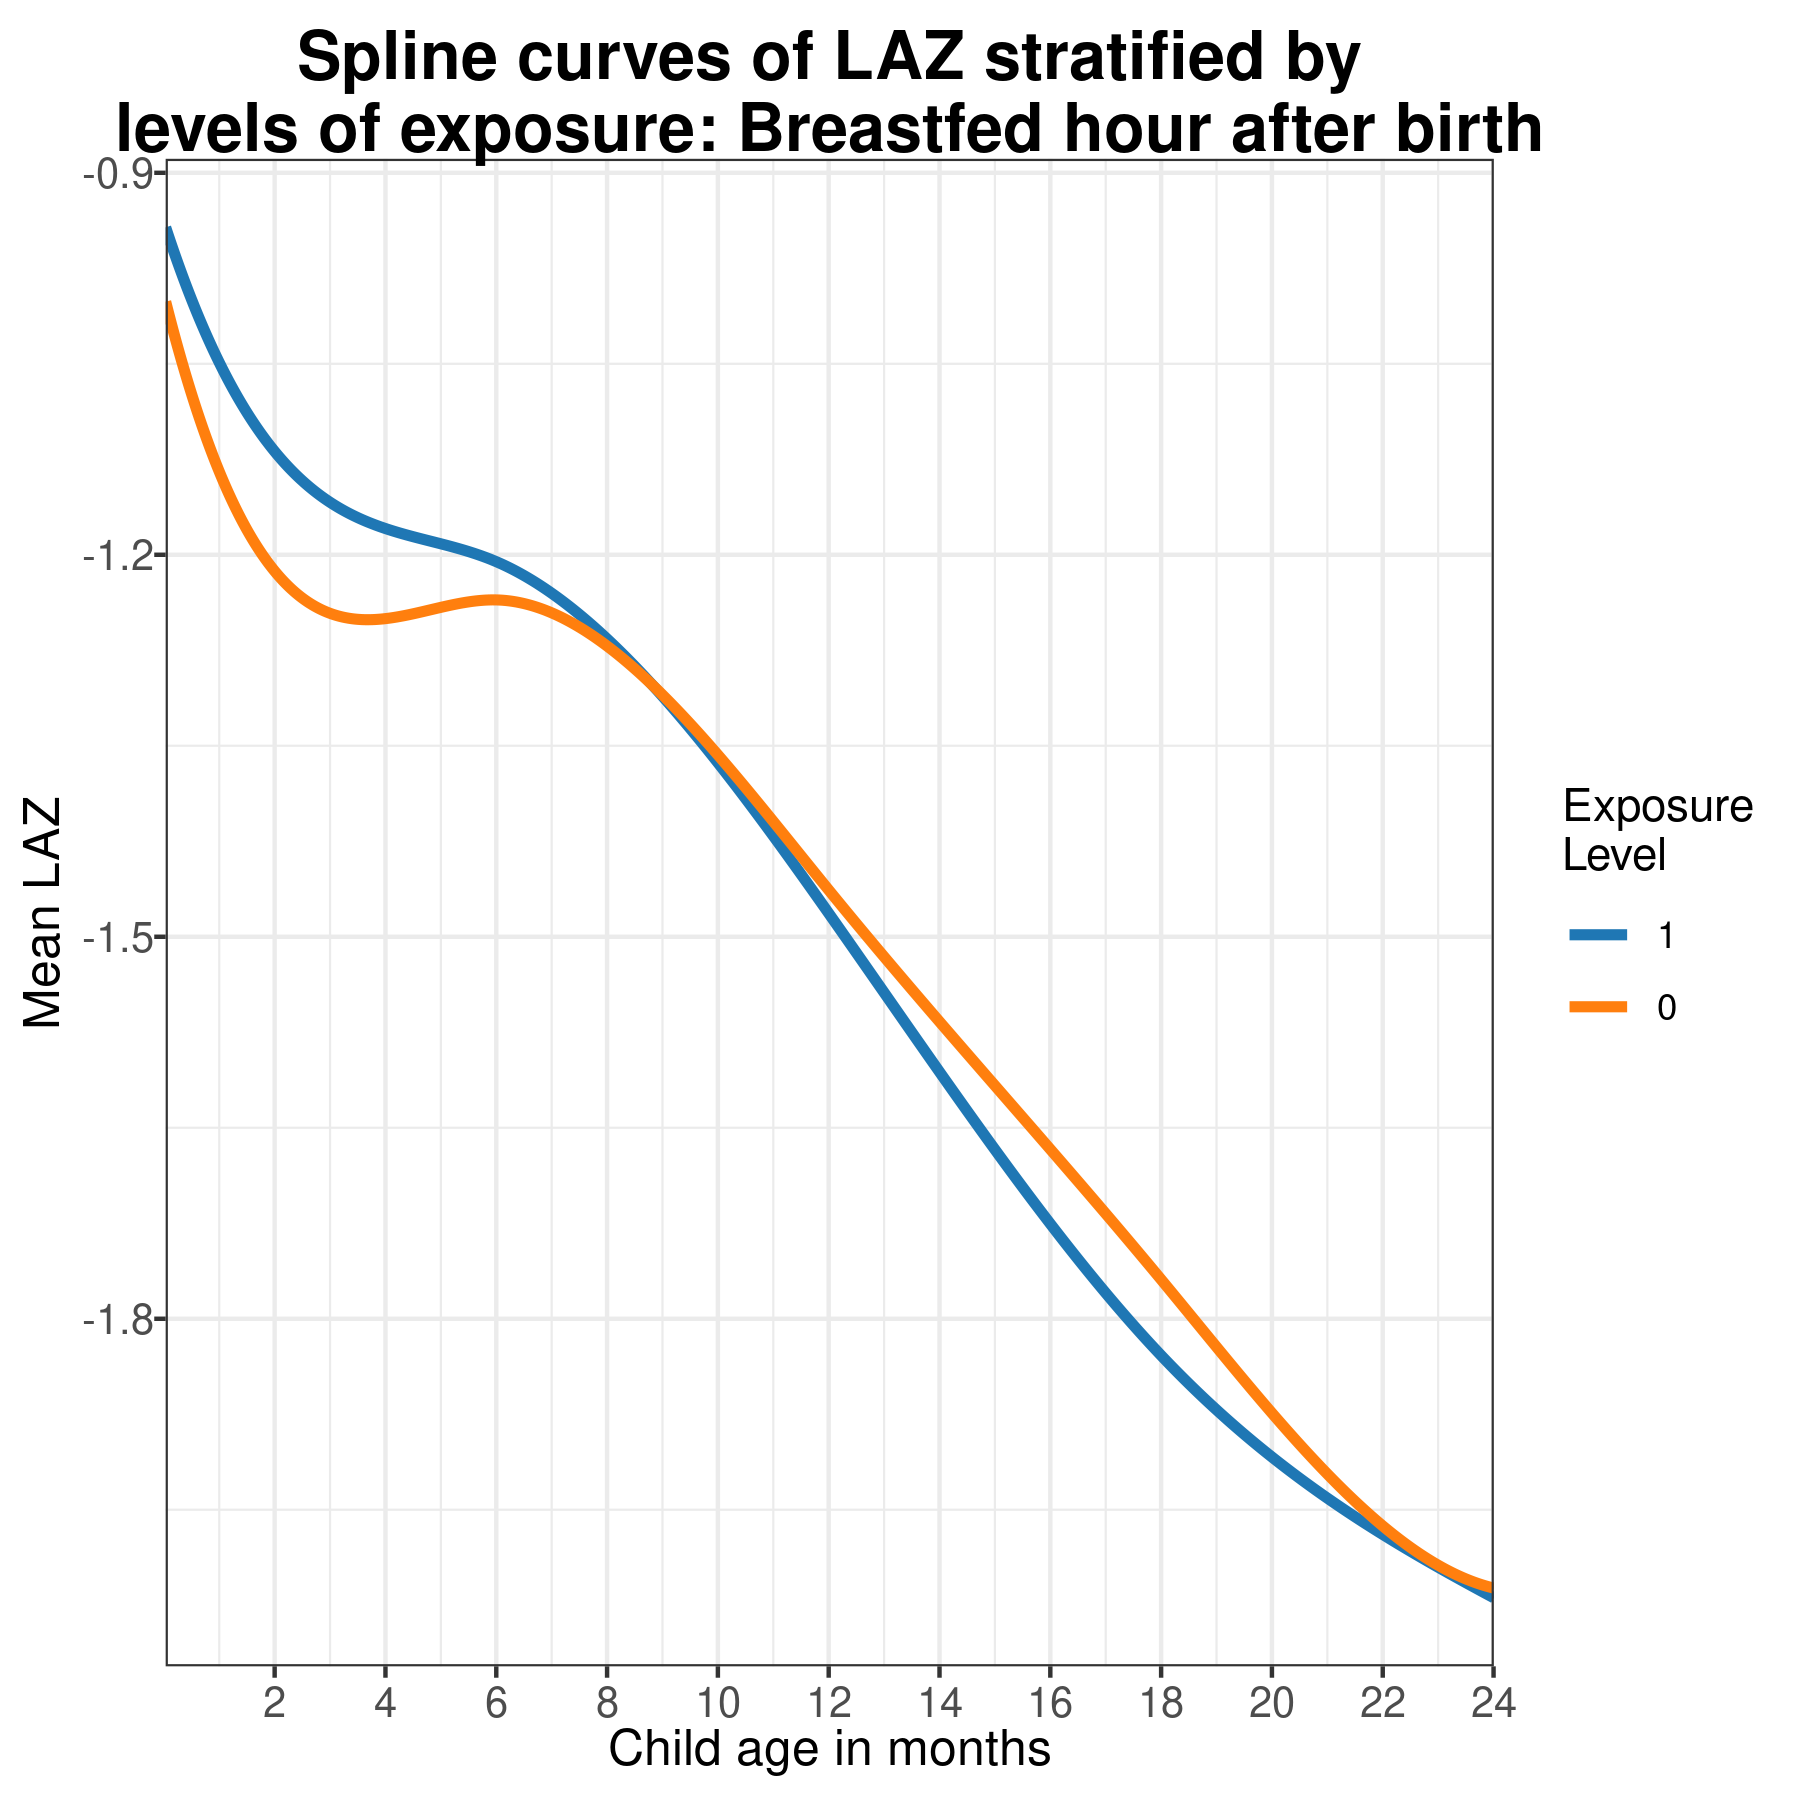 Spline curves of LAZ stratified by
levels of exposure: Breastfed hour after birth
-0.9
-1.2
-1.5
-1.8
Mean LAZ
2 4 6 8 10 12 14 16 18 20 22 24
Child age in months
Exposure
Level
1
0